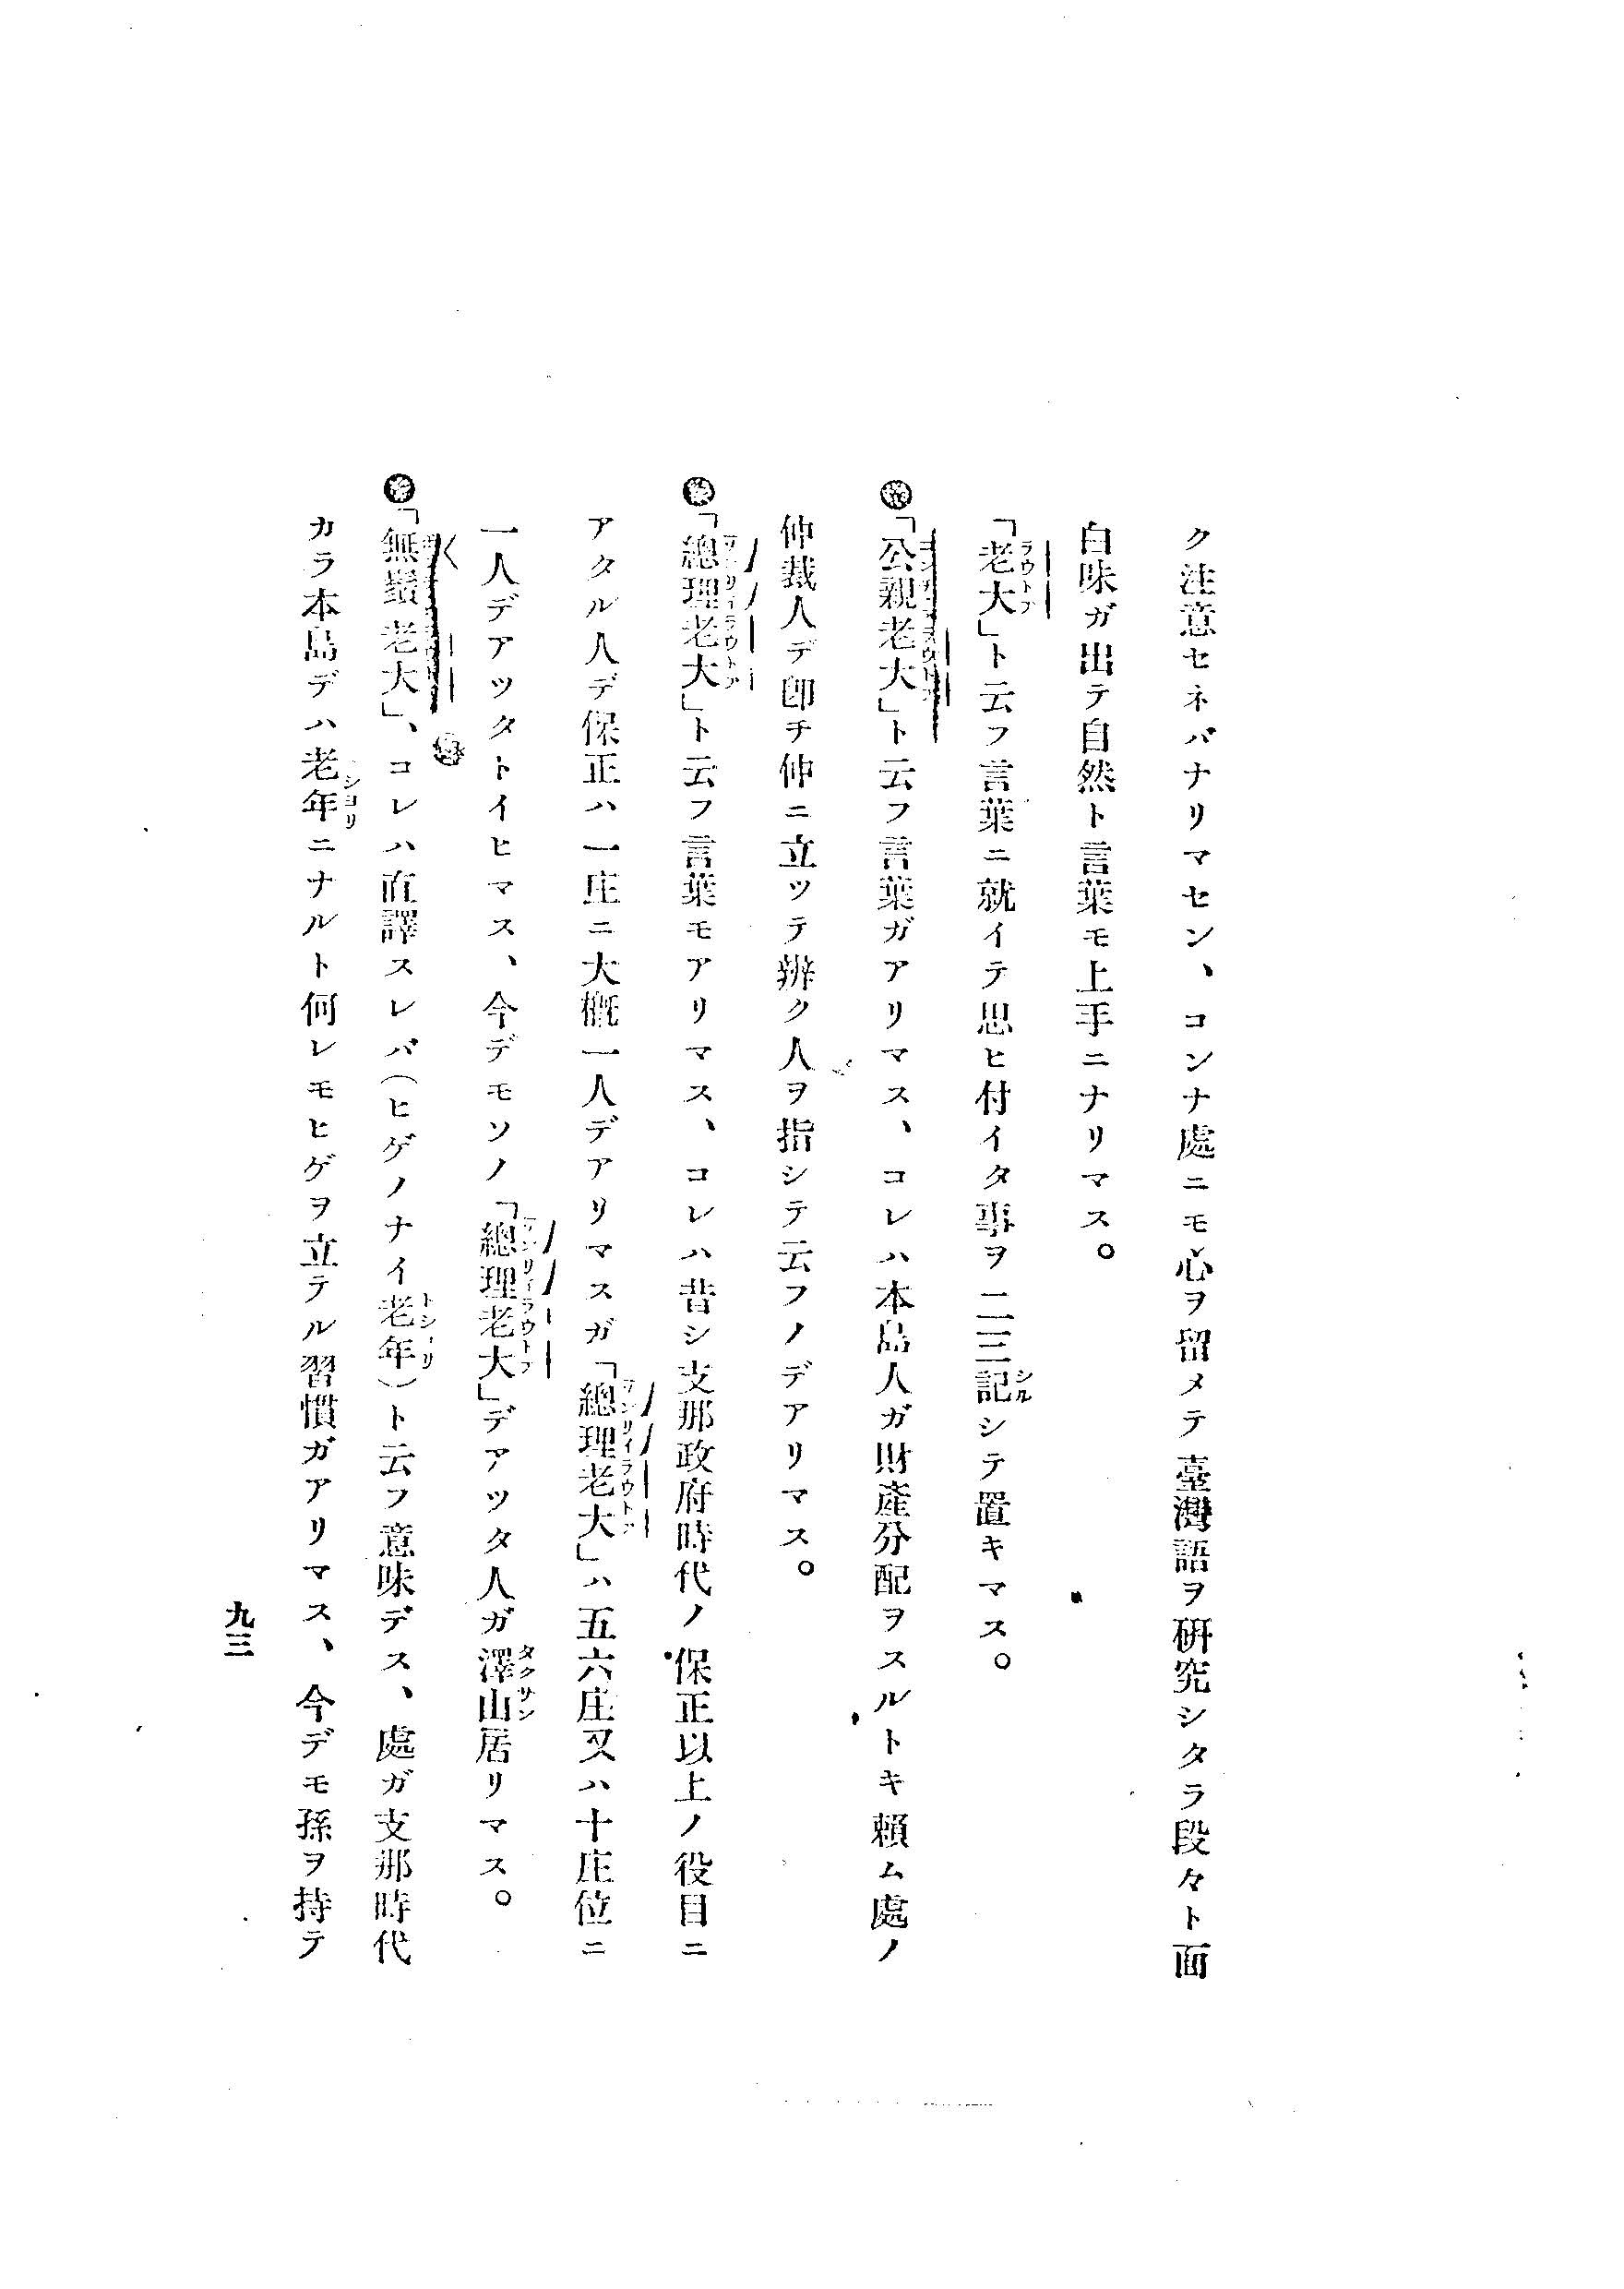 ク注意セネバナリマセン、コンナ處ニモ心ヲ留メテ臺灣語ヲ研究シタラ段々ト面
白味ガ出テ自然ト言葉モ上手ニナリマス。
「老大」ト云フ言葉ニ就イテ思ヒ付イタ事ヲ二三記シテ置キマス。
「公親老大」ト云フ言葉ガアリマス、コレハ本島人ガ財產分配ヲスルトキ賴ム處ノ
仲裁人デ卽チ仲ニ立ツテ辨ク人ヲ指シテ云フノデアリマス。
「總理老大」ト云フ言葉モアリマス、コレハ昔シ支那政府時代ノ保正以上ノ役目ニ
アタル人デ保正ハ一庄ニ大概一人デアリマスガ「總理老大」ハ五六庄又ハ十庄位ニ
一人デアツタトイヒマス、今デモソノ「總理老大」デアツタ人ガ澤山居リマス。
「無鬚老大」、コレハ直譯スレバ(ヒゲノナイ老年)ト云フ意味デス、處ガ支那時代
カラ本島デハ老年ニナルト何レモヒゲヲ立テル習慣ガアリマス、今デモ孫ヲ持テ
九三